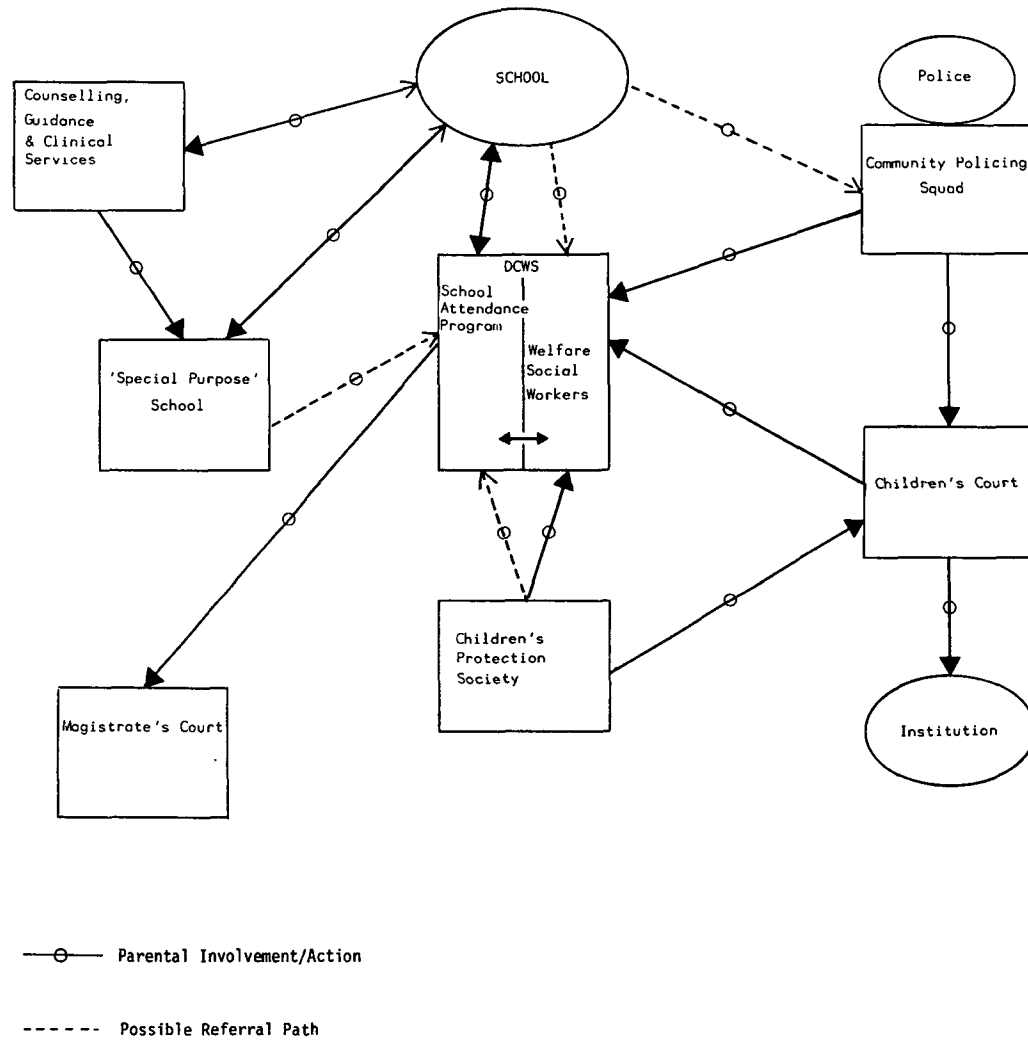 SCHOOL
Police
Counselling,
Guidance
& Clinical
Services
Community Policing
Squad
DCWS
School
Attendance
Program
Welfare
Social
Workers
'Special Purpose'
School
Children's Court
Children's
Protection
Society
Magistrate's Court
Institution
Parental Involvement/Action
Possible Referral Path